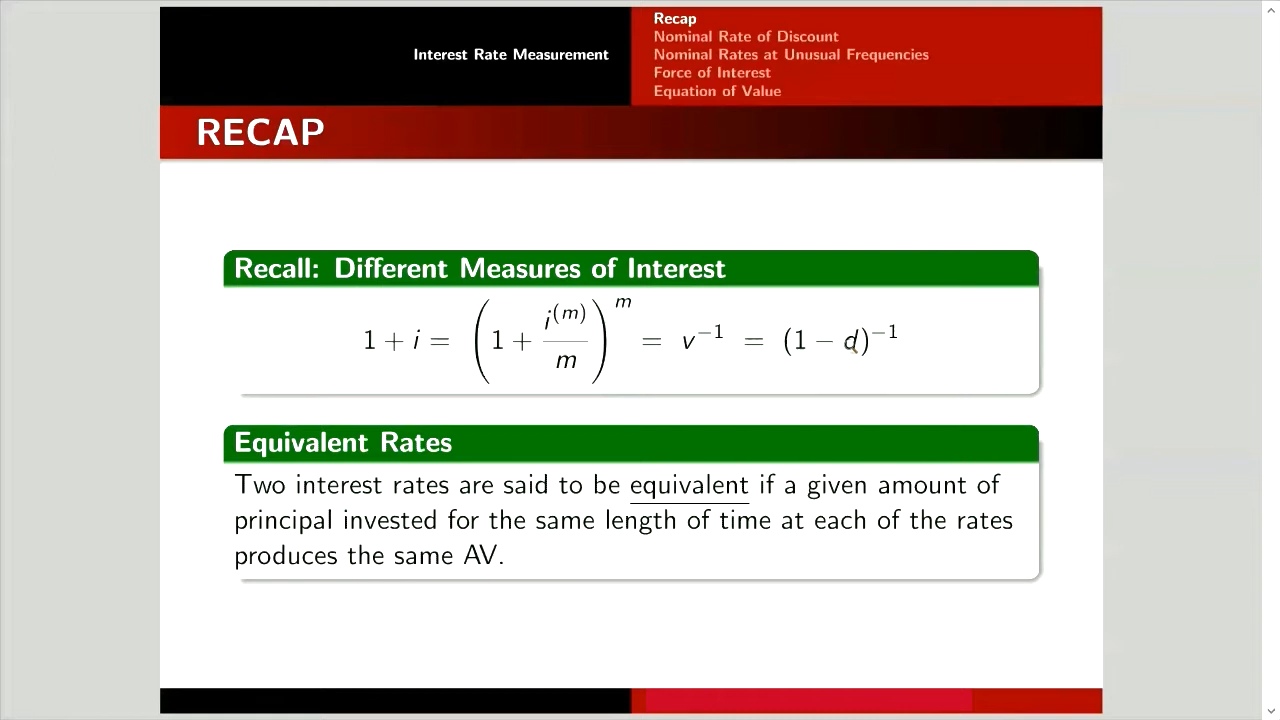 Interest Rate Measurement
Recap
Nominal Rate of Discount
Nominal Rates at Unusual Frequencies
Force of Interest
Equation of Value
RECAP
Recall: Different Measures of Interest
1 + i = (1 + i^(m)/m)^m = v^−1 = (1 − d)^−1
Equivalent Rates
Two interest rates are said to be equivalent if a given amount of
principal invested for the same length of time at each of the rates
produces the same AV.